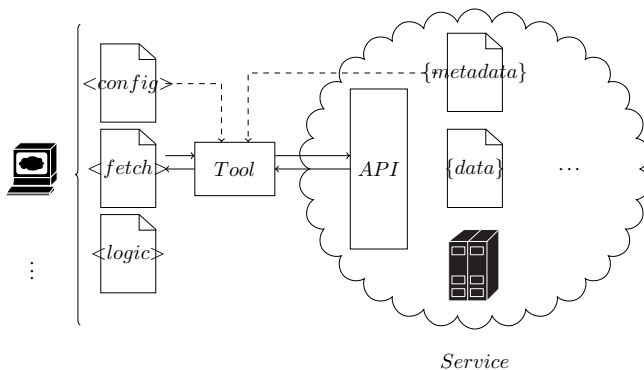 <config>
{metadata}
<fetch>
Tool
API
{data}
...
<logic>
⋮
Service